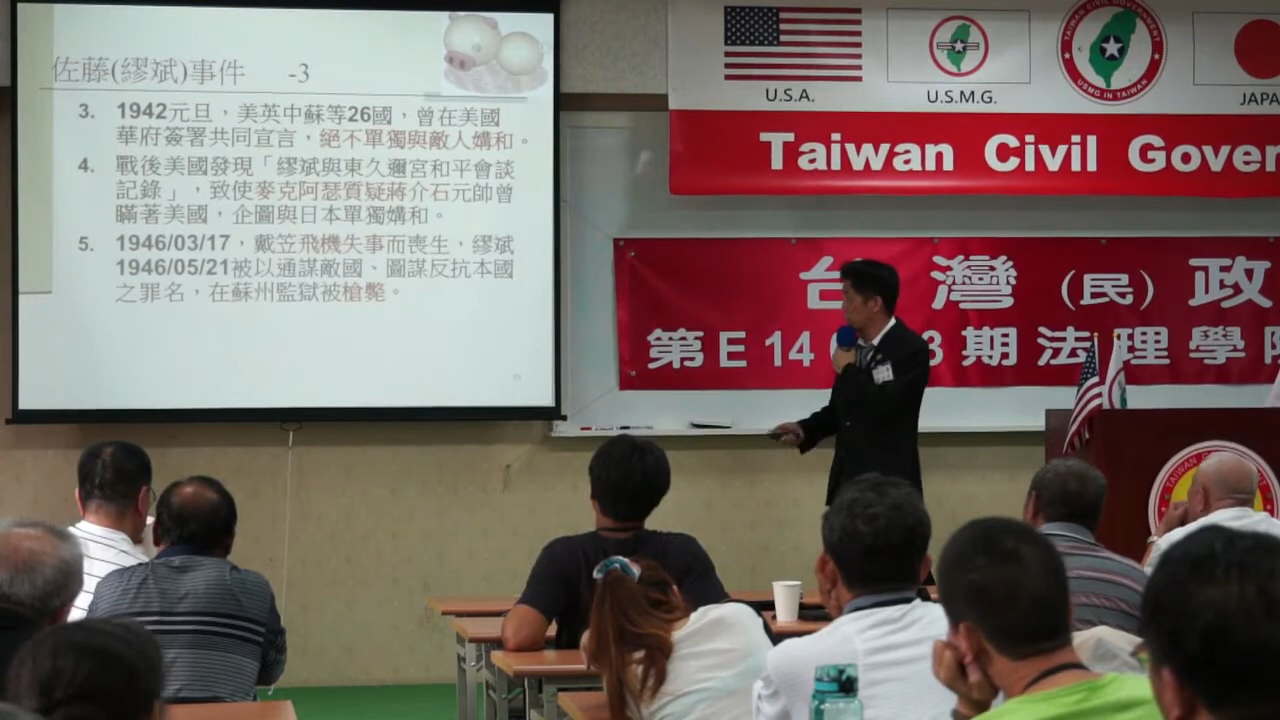 佐藤(繆斌)事件 -3
3. 1942元旦，美英中蘇等26國，曾在美國
華府簽署共同宣言，絕不單獨與敵人媾和。
4. 戰後美國發現「繆斌與東久邇宮和平會談
記錄」，致使麥克阿瑟質疑蔣介石元帥曾
瞞著美國，企圖與日本單獨媾和。
5. 1946/03/17，戴笠飛機失事而喪生，繆斌
1946/05/21被以通謀敵國、圖謀反抗本國
之罪名，在蘇州監獄被槍斃。
U.S.A.
U.S.M.G.
TAIWAN CIVIL GOVERNMENT
USMG IN TAIWAN
JAPA
Taiwan Civil Gover
台灣(民)政
第E14 3期法理學
TAIWAN